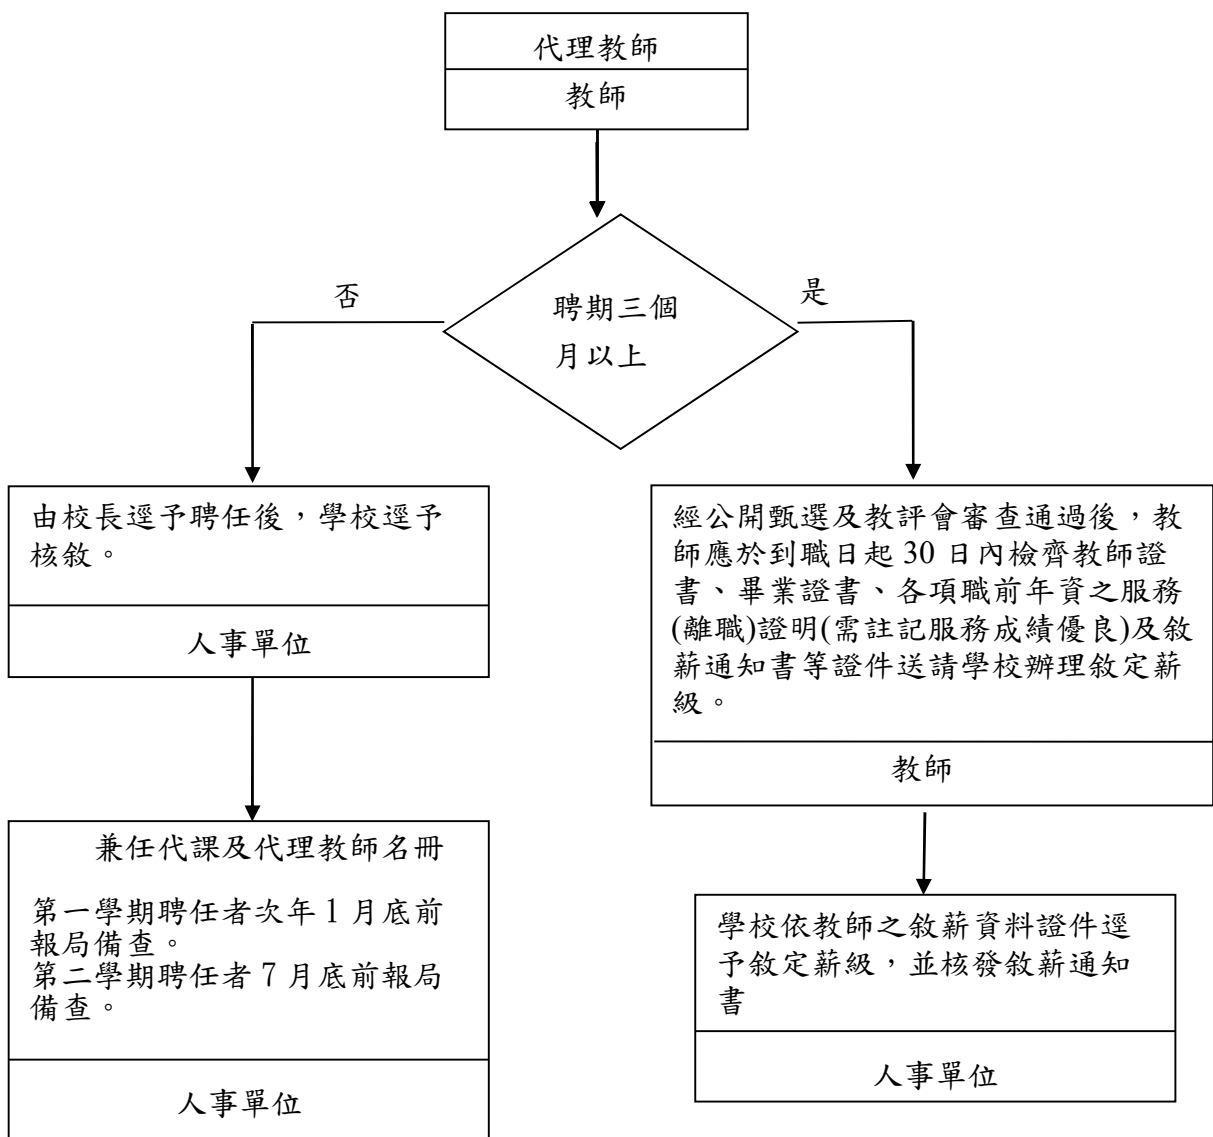 代理教師
教師
聘期三個
月以上
否
是
由校長逕予聘任後，學校逕予
核敘。
人事單位
經公開甄選及教評會審查通過後，教
師應於到職日起 30 日內檢齊教師證
書、畢業證書、各項職前年資之服務
(離職)證明(需註記服務成績優良)及敘
薪通知書等證件送請學校辦理敘定薪
級。
教師
兼任代課及代理教師名冊
第一學期聘任者次年 1 月底前
報局備查。
第二學期聘任者 7 月底前報局
備查。
人事單位
學校依教師之敘薪資料證件逕
予敘定薪級，並核發敘薪通知
書
人事單位